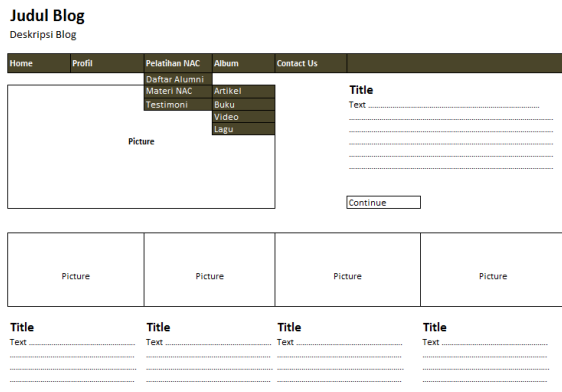 Judul Blog
Deskripsi Blog
Home Profil Pelatihan NAC Album Contact Us
Daftar Alumni
Materi NAC Artikel
Testimoni Buku
Video
Lagu
Picture
Title
Text ................................................
................................................
................................................
................................................
................................................
................................................
Continue
Picture Picture Picture Picture
Title Title Title Title
Text ................ Text ................ Text ................ Text ................
................ ................ ................ ................
................ ................ ................ ................
................ ................ ................ ................